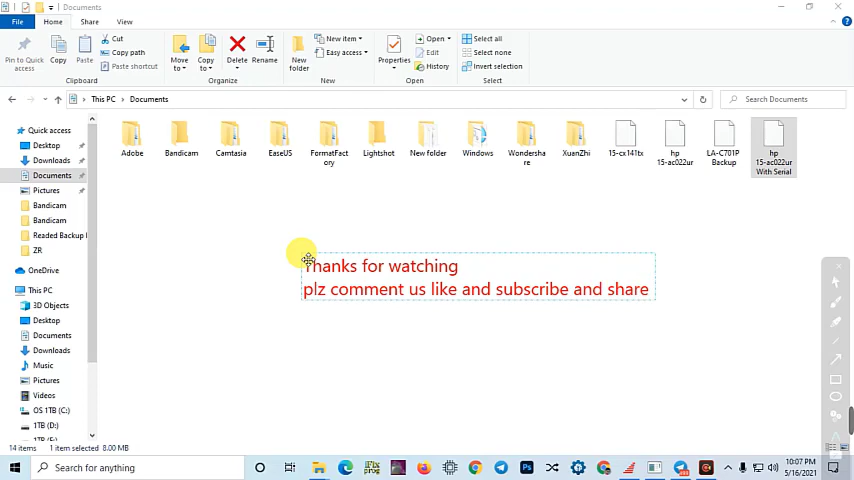 Documents
File
Home
Share
View
Pin to Quick access
Copy
Paste
Cut
Copy path
Paste shortcut
Clipboard
Move to
Copy to
Delete
Rename
Organize
New folder
New item
Easy access
New
Properties
Open
Edit
History
Open
Select all
Select none
Invert selection
Select
This PC > Documents
Search Documents
Quick access
Desktop
Downloads
Documents
Pictures
Bandicam
Bandicam
Readed Backup
ZR
OneDrive
This PC
3D Objects
Desktop
Documents
Downloads
Music
Pictures
Videos
OS 1TB (C:)
1TB (D:)
Adobe
Bandicam
Camtasia
EaseUS
FormatFactory
Lightshot
New folder
Windows
Wondershare
XuanZhi
15-cx141tx
hp 15-ac022ur
LA-C701P Backup
hp 15-ac022ur With Serial
Thanks for watching
plz comment us like and subscribe and share
14 items
1 item selected 8.00 MB
Search for anything
10:07 PM
5/16/2021